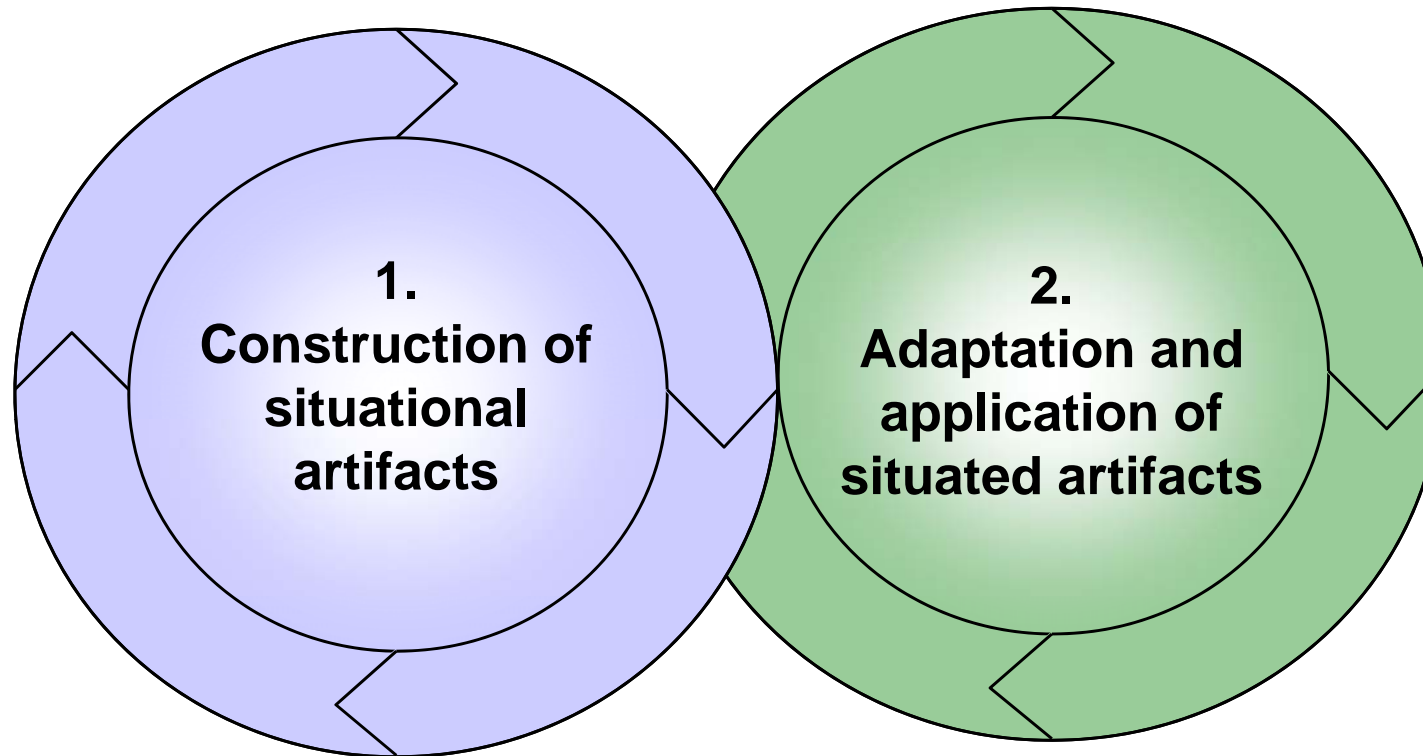 1.
Construction of
situational
artifacts
2.
Adaptation and
application of
situated artifacts